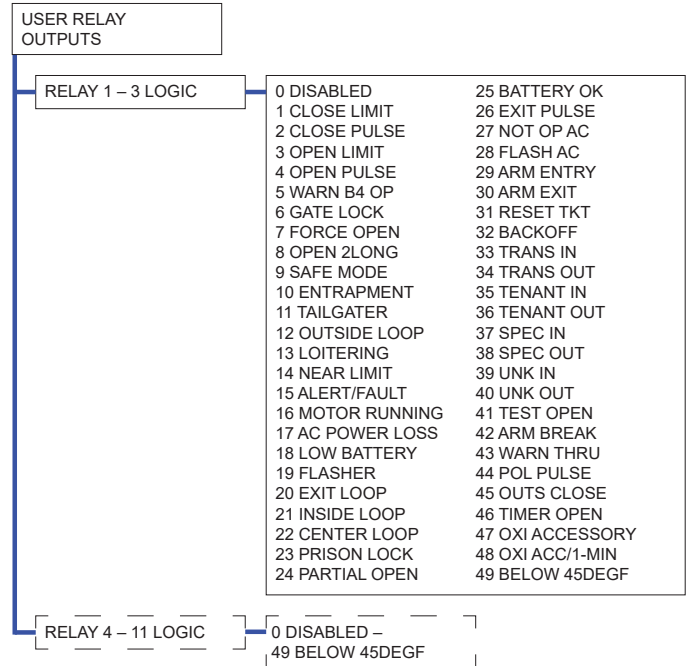 USER RELAY
OUTPUTS
RELAY 1 – 3 LOGIC
0 DISABLED
1 CLOSE LIMIT
2 CLOSE PULSE
3 OPEN LIMIT
4 OPEN PULSE
5 WARN B4 OP
6 GATE LOCK
7 FORCE OPEN
8 OPEN 2LONG
9 SAFE MODE
10 ENTRAPMENT
11 TAILGATER
12 OUTSIDE LOOP
13 LOITERING
14 NEAR LIMIT
15 ALERT/FAULT
16 MOTOR RUNNING
17 AC POWER LOSS
18 LOW BATTERY
19 FLASHER
20 EXIT LOOP
21 INSIDE LOOP
22 CENTER LOOP
23 PRISON LOCK
24 PARTIAL OPEN
25 BATTERY OK
26 EXIT PULSE
27 NOT OP AC
28 FLASH AC
29 ARM ENTRY
30 ARM EXIT
31 RESET TKT
32 BACKOFF
33 TRANS IN
34 TRANS OUT
35 TENANT IN
36 TENANT OUT
37 SPEC IN
38 SPEC OUT
39 UNK IN
40 UNK OUT
41 TEST OPEN
42 ARM BREAK
43 WARN THRU
44 POL PULSE
45 OUTS CLOSE
46 TIMER OPEN
47 OXI ACCESSORY
48 OXI ACC/1-MIN
49 BELOW 45DEGF
RELAY 4 – 11 LOGIC
0 DISABLED –
49 BELOW 45DEGF